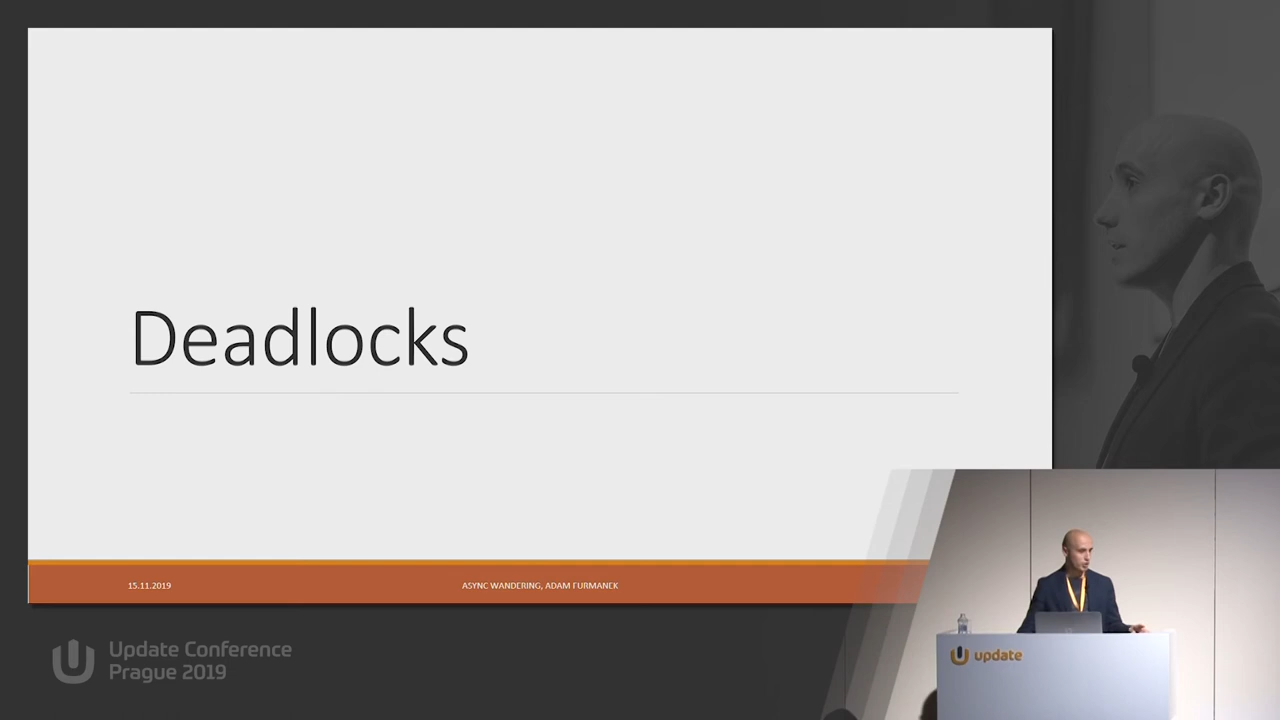 Deadlocks
15.11.2019
ASYNC WANDERING, ADAM FURMANEK
Update Conference
Prague 2019
update